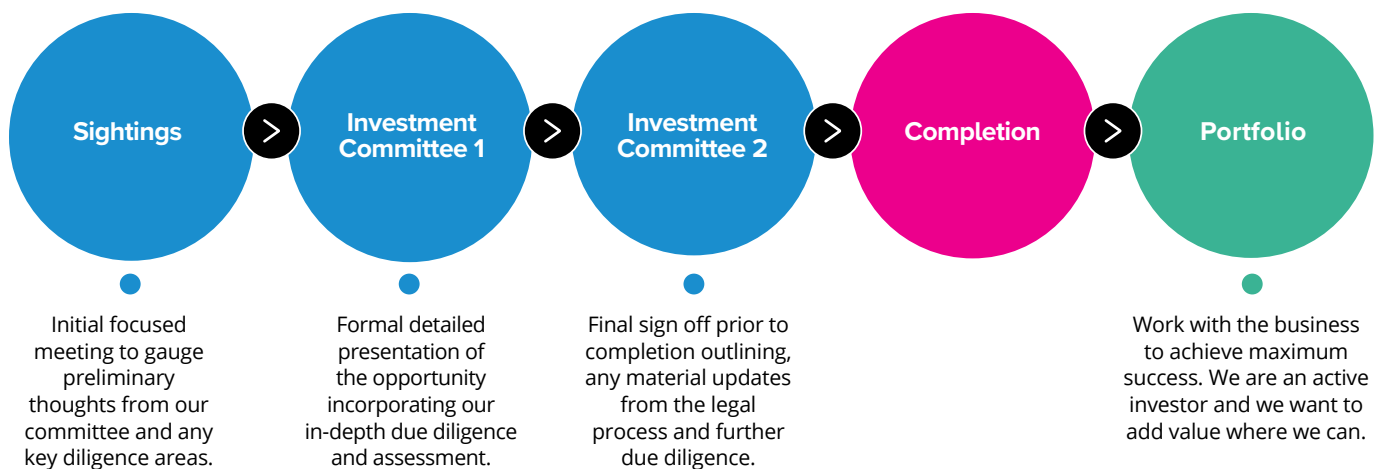 Sightings
Investment
Committee 1
Investment
Committee 2
Completion
Portfolio
Initial focused
meeting to gauge
preliminary
thoughts from our
committee and any
key diligence areas.
Formal detailed
presentation of
the opportunity
incorporating our
in-depth due diligence
and assessment.
Final sign off prior to
completion outlining,
any material updates
from the legal
process and further
due diligence.
Work with the business
to achieve maximum
success. We are an active
investor and we want to
add value where we can.